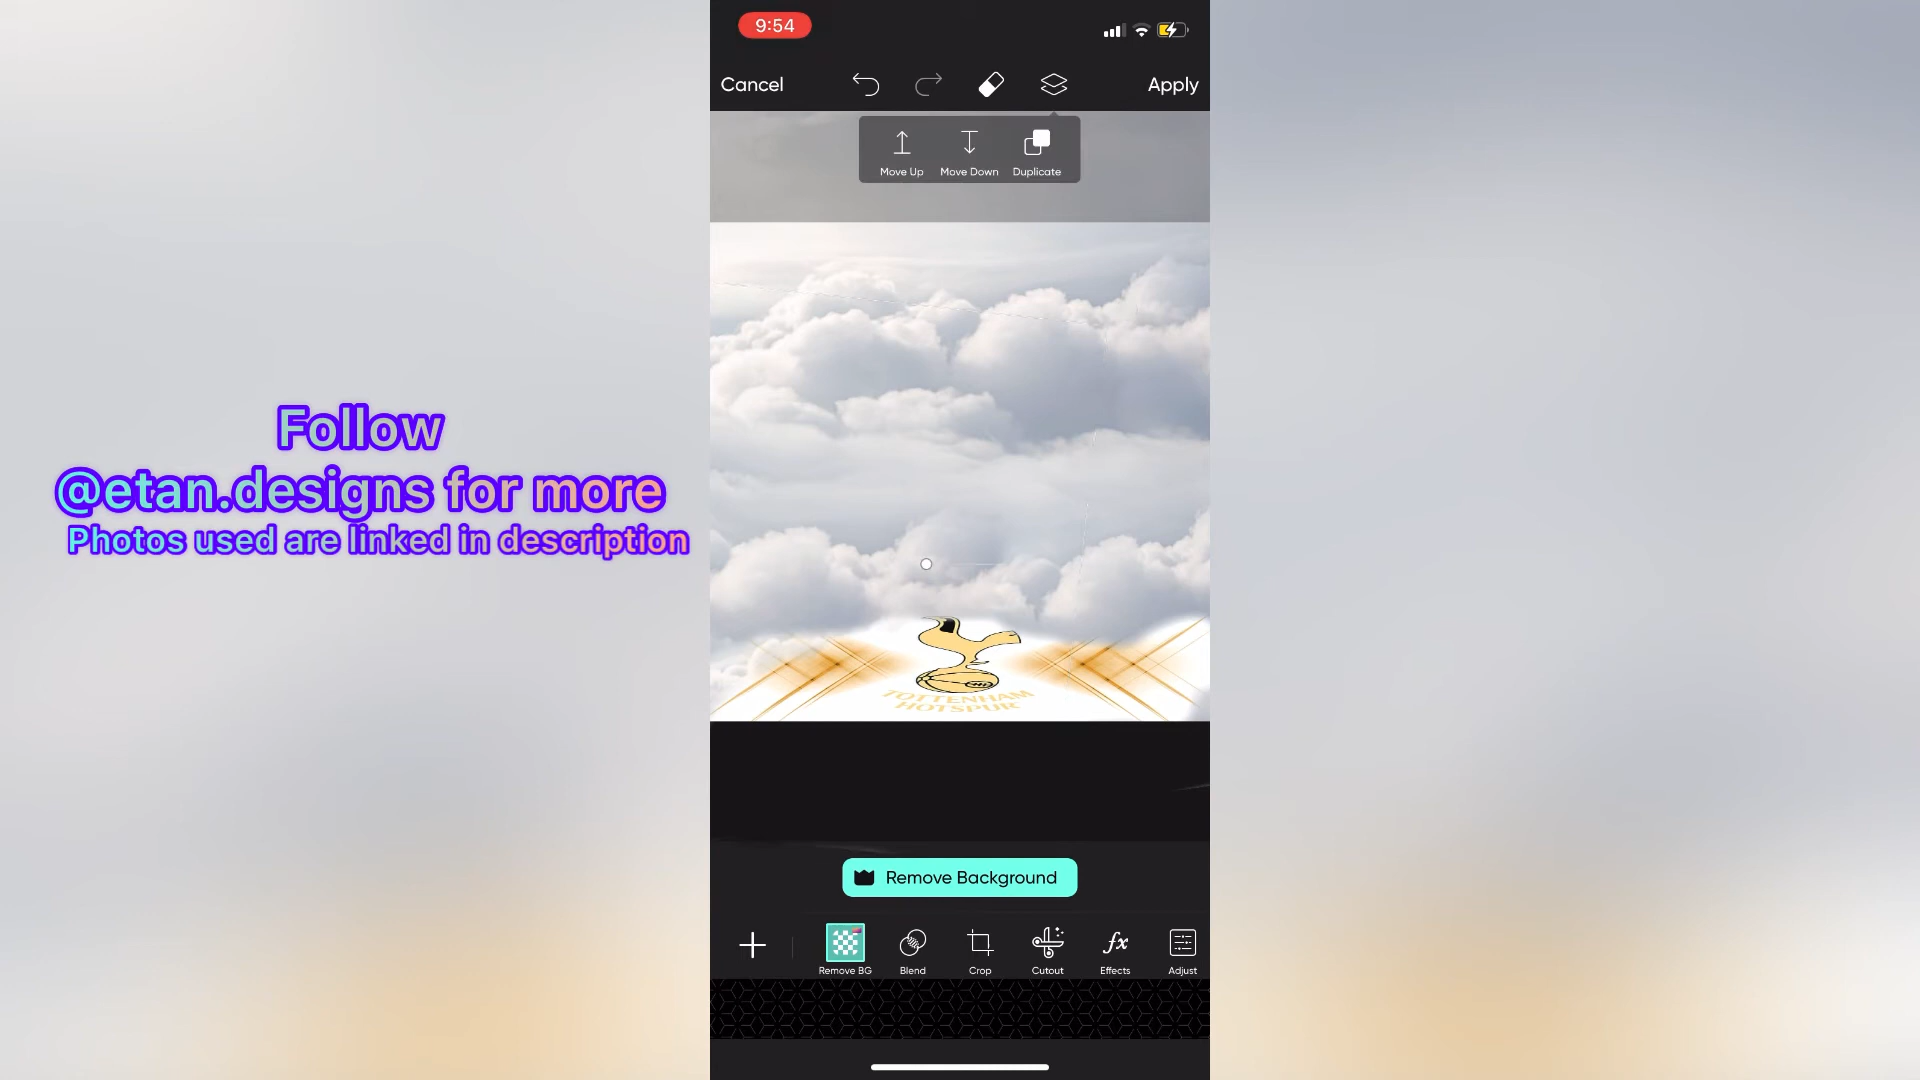 9:54
Cancel
Apply
Move Up Move Down Duplicate
Follow
@etan.designs for more
Photos used are linked in description
TOTTENHAM
HOTSPUR
Remove Background
Remove BG Blend Crop Cutout fx Effects Adjust